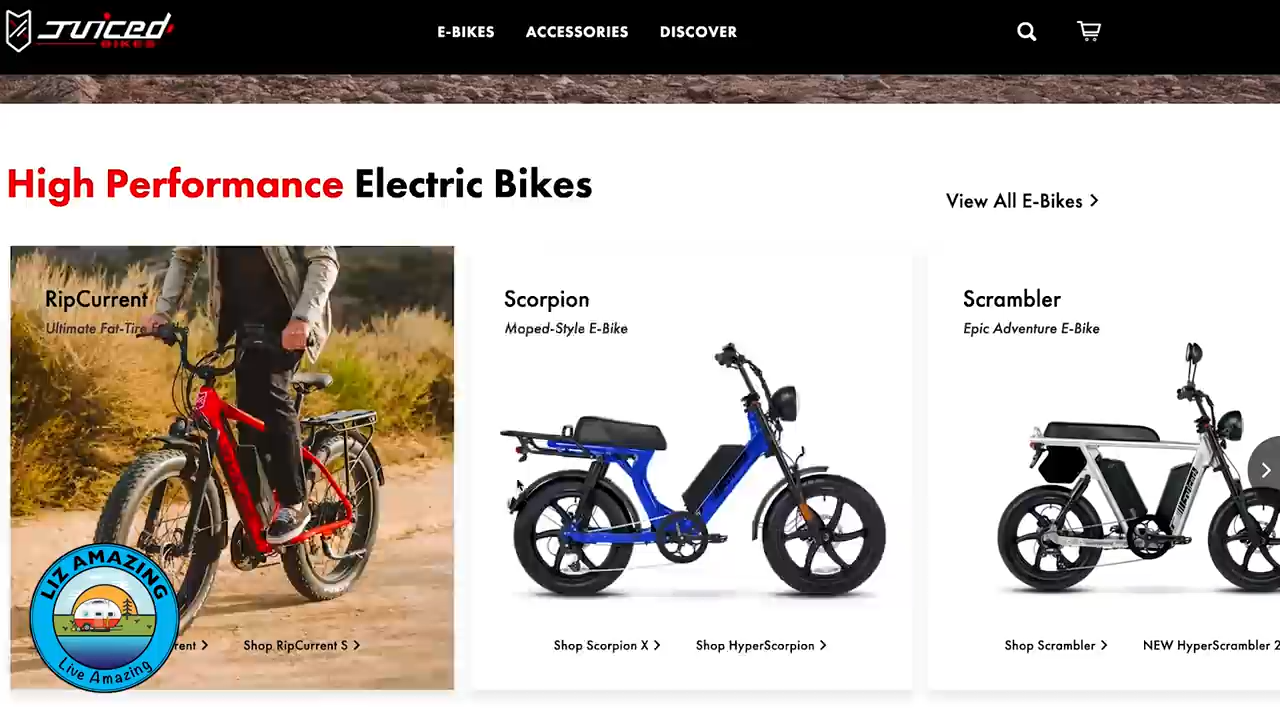 Juiced
BIKES
E-BIKES
ACCESSORIES
DISCOVER
High Performance Electric Bikes
View All E-Bikes
RipCurrent
Ultimate Fat-Tire E-Bike
Scorpion
Moped-Style E-Bike
Scrambler
Epic Adventure E-Bike
Shop RipCurrent S
Shop Scorpion X
Shop HyperScorpion
Shop Scrambler
NEW HyperScrambler 2
LIZ AMAZING
Live Amazing